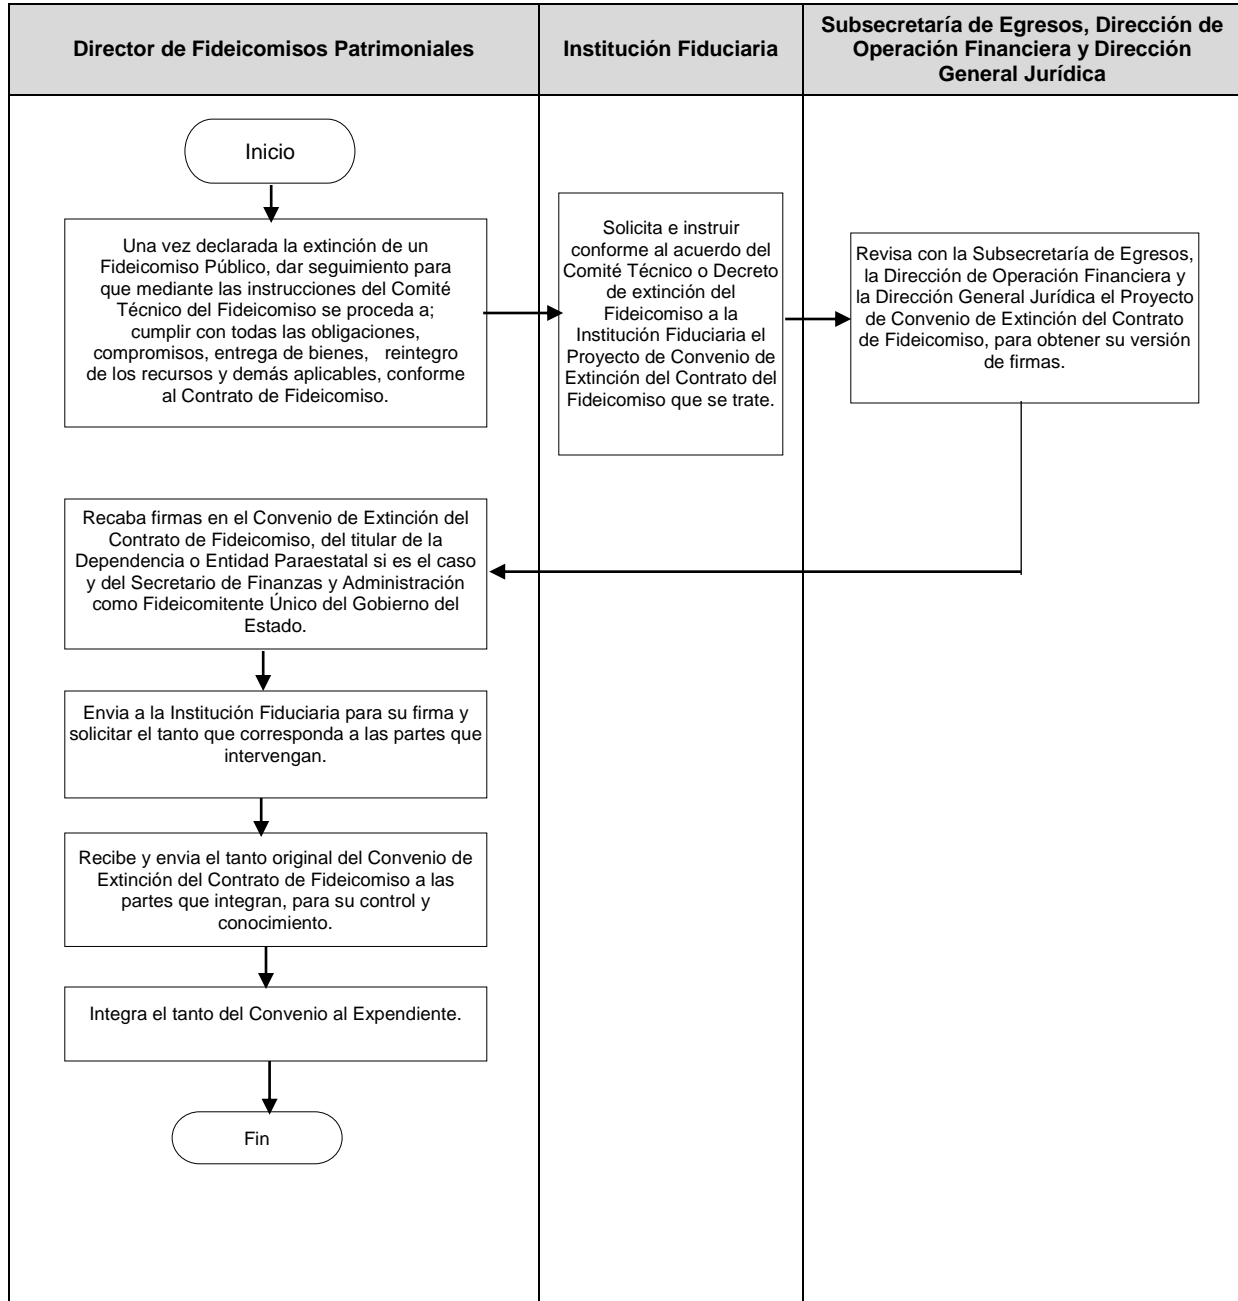 Director de Fideicomisos Patrimoniales
Institución Fiduciaria
Subsecretaría de Egresos, Dirección de
Operación Financiera y Dirección
General Jurídica
Inicio
Una vez declarada la extinción de un
Fideicomiso Público, dar seguimiento para
que mediante las instrucciones del Comité
Técnico del Fideicomiso se proceda a;
cumplir con todas las obligaciones,
compromisos, entrega de bienes, reintegro
de los recursos y demás aplicables, conforme
al Contrato de Fideicomiso.
Solicita e instruir
conforme al acuerdo del
Comité Técnico o Decreto
de extinción del
Fideicomiso a la
Institución Fiduciaria el
Proyecto de Convenio de
Extinción del Contrato del
Fideicomiso que se trate.
Revisa con la Subsecretaría de Egresos,
la Dirección de Operación Financiera y
la Dirección General Jurídica el Proyecto
de Convenio de Extinción del Contrato
de Fideicomiso, para obtener su versión
de firmas.
Recaba firmas en el Convenio de Extinción del
Contrato de Fideicomiso, del titular de la
Dependencia o Entidad Paraestatal si es el caso
y del Secretario de Finanzas y Administración
como Fideicomitente Único del Gobierno del
Estado.
Envia a la Institución Fiduciaria para su firma y
solicitar el tanto que corresponda a las partes que
intervengan.
Recibe y envia el tanto original del Convenio de
Extinción del Contrato de Fideicomiso a las
partes que integran, para su control y
conocimiento.
Integra el tanto del Convenio al Expendiente.
Fin